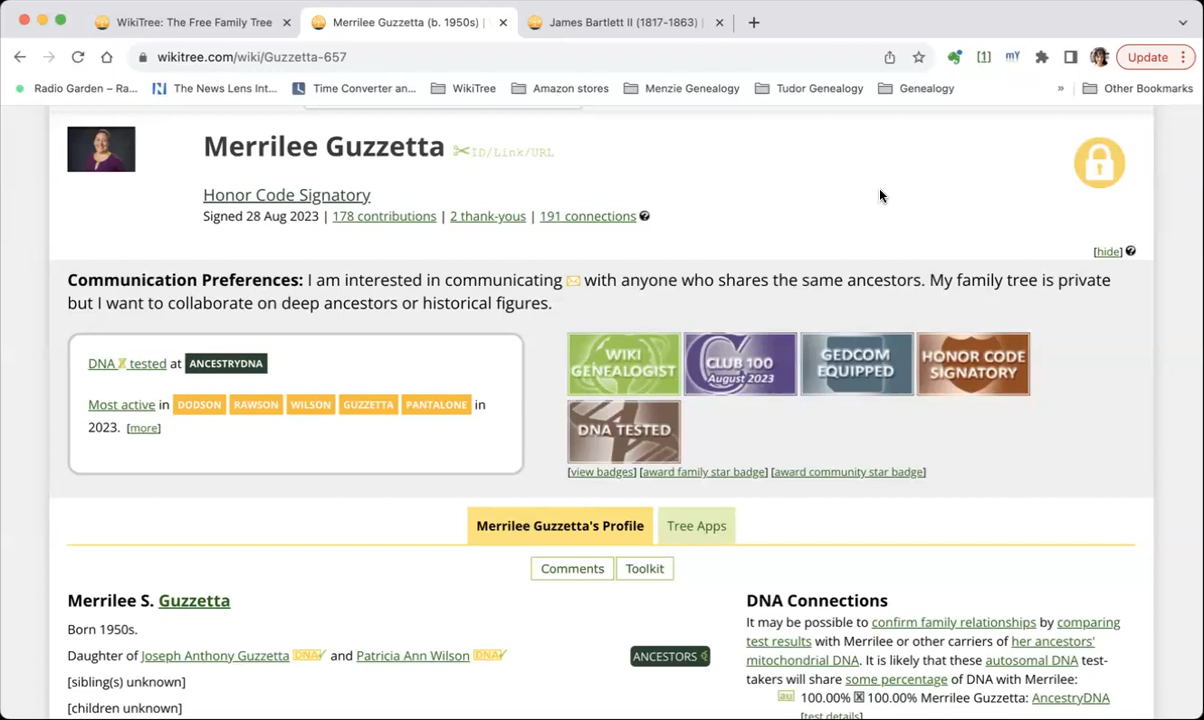 WikiTree: The Free Family Tree
Merrilee Guzzetta (b. 1950s) |
James Bartlett II (1817-1863) |
wikitree.com/wiki/Guzzetta-657
[1]
mY
Update
Radio Garden – Ra...
The News Lens Int...
Time Converter an...
WikiTree
Amazon stores
Menzie Genealogy
Tudor Genealogy
Genealogy
»
Other Bookmarks
Merrilee Guzzetta ID/Link/URL
Honor Code Signatory
Signed 28 Aug 2023 | 178 contributions | 2 thank-yous | 191 connections
[hide]
Communication Preferences: I am interested in communicating with anyone who shares the same ancestors. My family tree is private
but I want to collaborate on deep ancestors or historical figures.
DNA tested at ANCESTRYDNA
Most active in DODSON RAWSON WILSON GUZZETTA PANTALONE in
2023. [more]
WIKI
GENEALOGIST
CLUB 100
August 2023
GEDCOM
EQUIPPED
HONOR CODE
SIGNATORY
DNA TESTED
[view badges] [award family star badge] [award community star badge]
Merrilee Guzzetta's Profile
Tree Apps
Comments
Toolkit
Merrilee S. Guzzetta
Born 1950s.
Daughter of Joseph Anthony Guzzetta DNA and Patricia Ann Wilson DNA
[sibling(s) unknown]
[children unknown]
ANCESTORS
DNA Connections
It may be possible to confirm family relationships by comparing
test results with Merrilee or other carriers of her ancestors'
mitochondrial DNA. It is likely that these autosomal DNA test-
takers will share some percentage of DNA with Merrilee:
au 100.00% X 100.00% Merrilee Guzzetta: AncestryDNA
[test details]